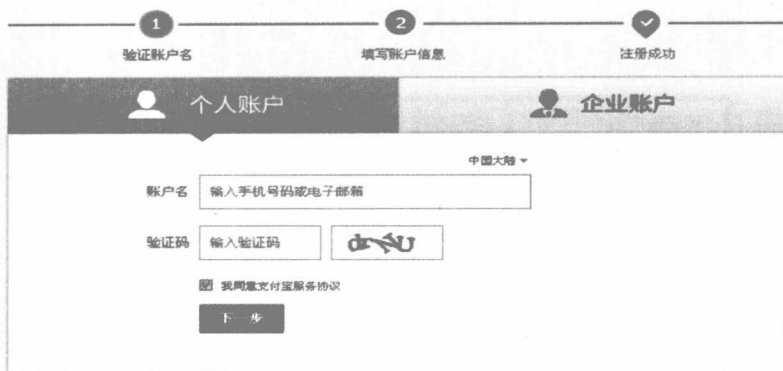 1
2
验证账户名
填写账户信息
注册成功
个人账户
企业账户
中国大陆
账户名
输入手机号码或电子邮箱
验证码
输入验证码
我同意支付宝服务协议
下一步